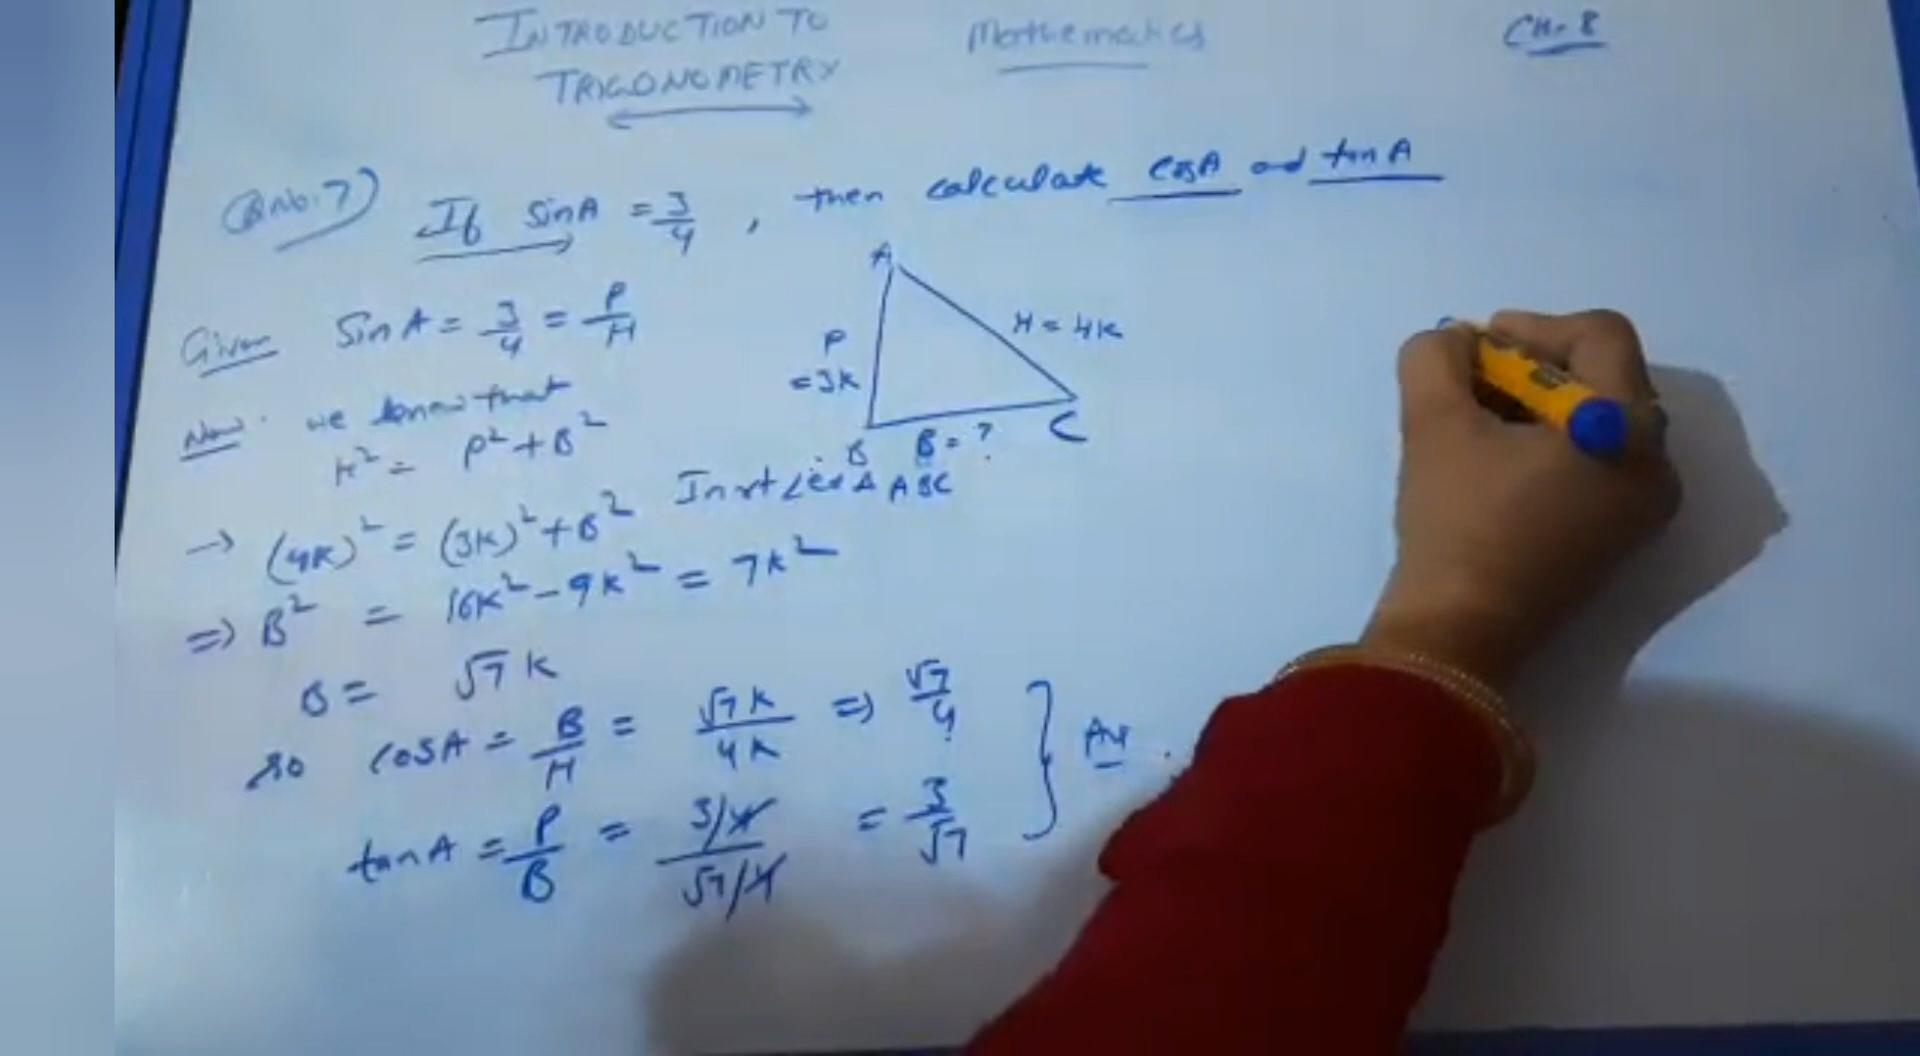 INTRODUCTION TO
TRIGONOMETRY
Mathematics
CH-8
Q No. 7) If sinA = 3/4, then calculate cosA and tanA
Given SinA = 3/4 = P/H
Now we know that
H² = P² + B²
A
P
= 3k
H = 4k
B
B = ?
C
In rt ∠ed Δ ABC
→ (4k)² = (3k)² + B²
⇒ B² = 16k² - 9k² = 7k²
B = √7 k
so cosA = B/H = √7k/4k ⇒ √7/4
tanA = P/B = 3/√7 = 3/√7
} Ans.